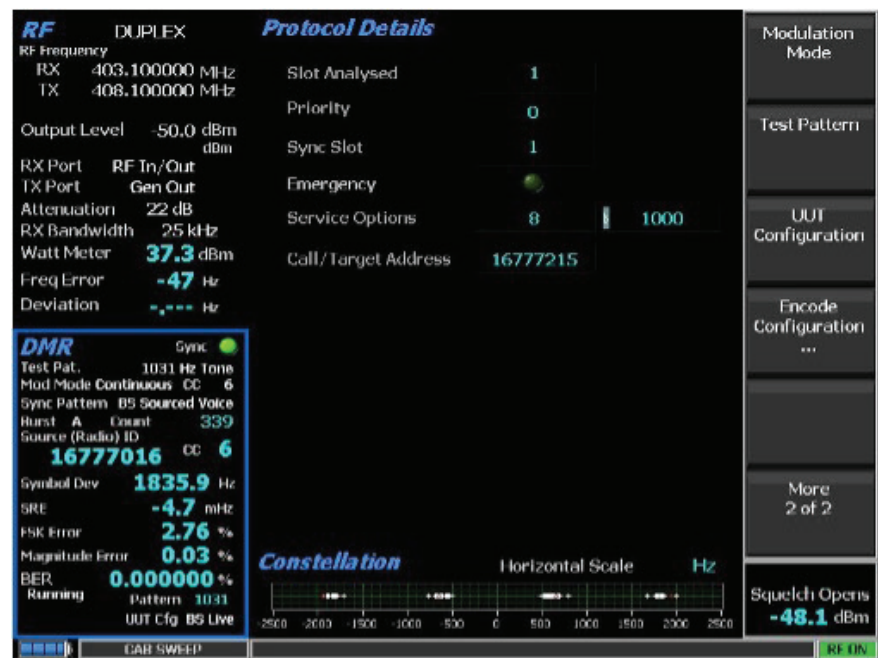 RF DUPLEX
RF Frequency
RX 403.100000 MHz
TX 408.100000 MHz
Output Level -50.0 dBm
dBm
RX Port RF In/Out
TX Port Gen Out
Attenuation 22 dB
RX Bandwidth 25 kHz
Watt Meter 37.3 dBm
Freq Error -47 Hz
Deviation -.--- Hz
DMR Sync
Test Pat. 1031 Hz Tone
Mod Mode Continuous CC 6
Sync Pattern BS Sourced Voice
Burst A Count 339
Source (Radio) ID
16777016 CC 6
Symbol Dev 1835.9 Hz
SRE -4.7 mHz
FSK Error 2.76 %
Magnitude Error 0.03 %
BER 0.000000 %
Running Pattern 1031
UUT Cfg BS Live
Protocol Details
Slot Analysed 1
Priority 0
Sync Slot 1
Emergency
Service Options 8 b 1000
Call/Target Address 16777215
Constellation Horizontal Scale Hz
-2500 -2000 -1500 -1000 -500 0 500 1000 1500 2000 2500
Modulation
Mode
Test Pattern
UUT
Configuration
Encode
Configuration
...
More
2 of 2
Squelch Opens
-48.1 dBm
CAB SWEEP
RF ON